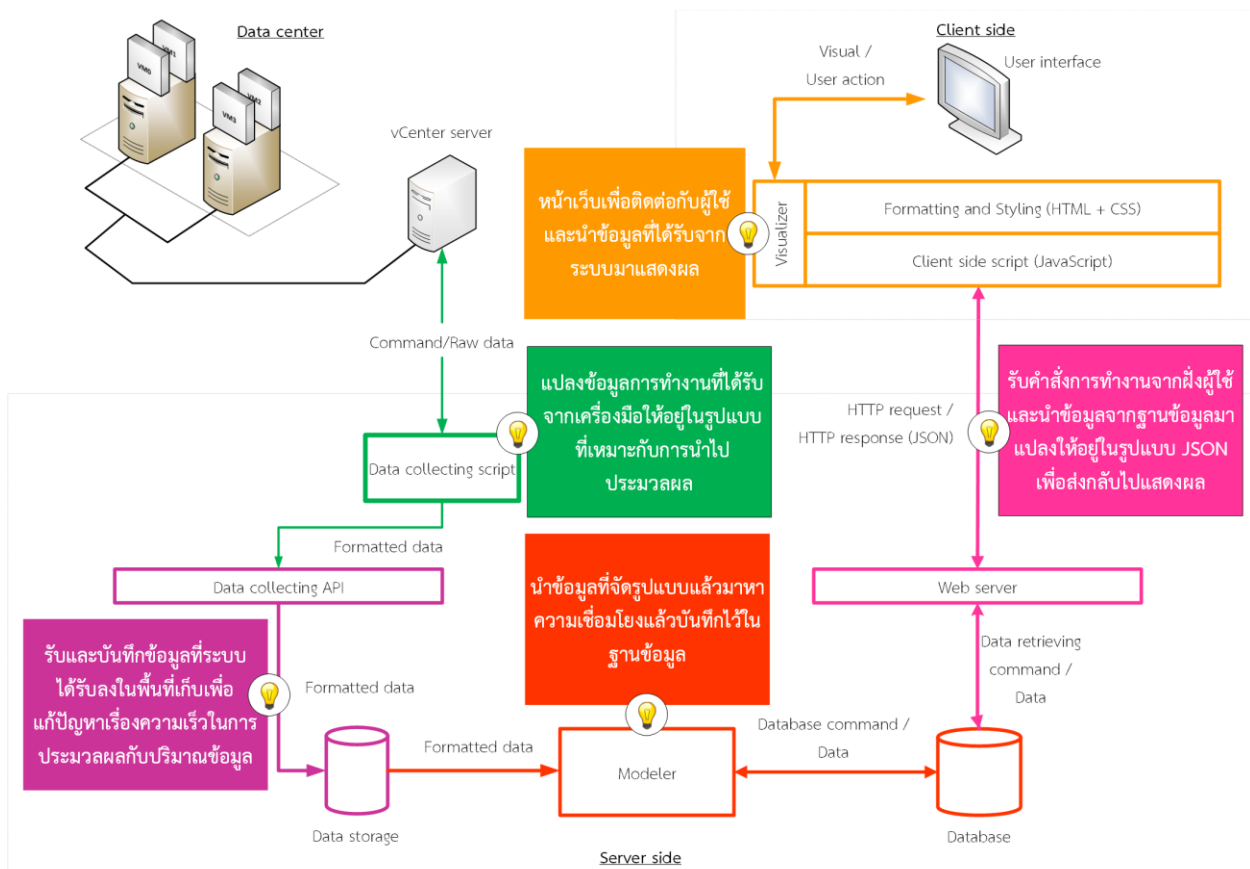 Data center
VM1
VM0
VM2
VM3
vCenter server
Client side
User interface
Visual /
User action
หน้าเว็บเพื่อติดต่อกับผู้ใช้
และนำข้อมูลที่ได้รับจาก
ระบบมาแสดงผล
Visualizer
Formatting and Styling (HTML + CSS)
Client side script (JavaScript)
Command/Raw data
แปลงข้อมูลการทำงานที่ได้รับ
จากเครื่องมือให้อยู่ในรูปแบบ
ที่เหมาะกับการนำไป
ประมวลผล
Data collecting script
HTTP request /
HTTP response (JSON)
รับคำสั่งการทำงานจากฝั่งผู้ใช้
และนำข้อมูลจากฐานข้อมูลมา
แปลงให้อยู่ในรูปแบบ JSON
เพื่อส่งกลับไปแสดงผล
Formatted data
Data collecting API
นำข้อมูลที่จัดรูปแบบแล้วมาหา
ความเชื่อมโยงแล้วบันทึกไว้ใน
ฐานข้อมูล
Web server
รับและบันทึกข้อมูลที่ระบบ
ได้รับลงในพื้นที่เก็บเพื่อ
แก้ปัญหาเรื่องความเร็วในการ
ประมวลผลกับปริมาณข้อมูล
Formatted data
Data retrieving
command /
Data
Formatted data
Modeler
Database command /
Data
Data storage
Database
Server side